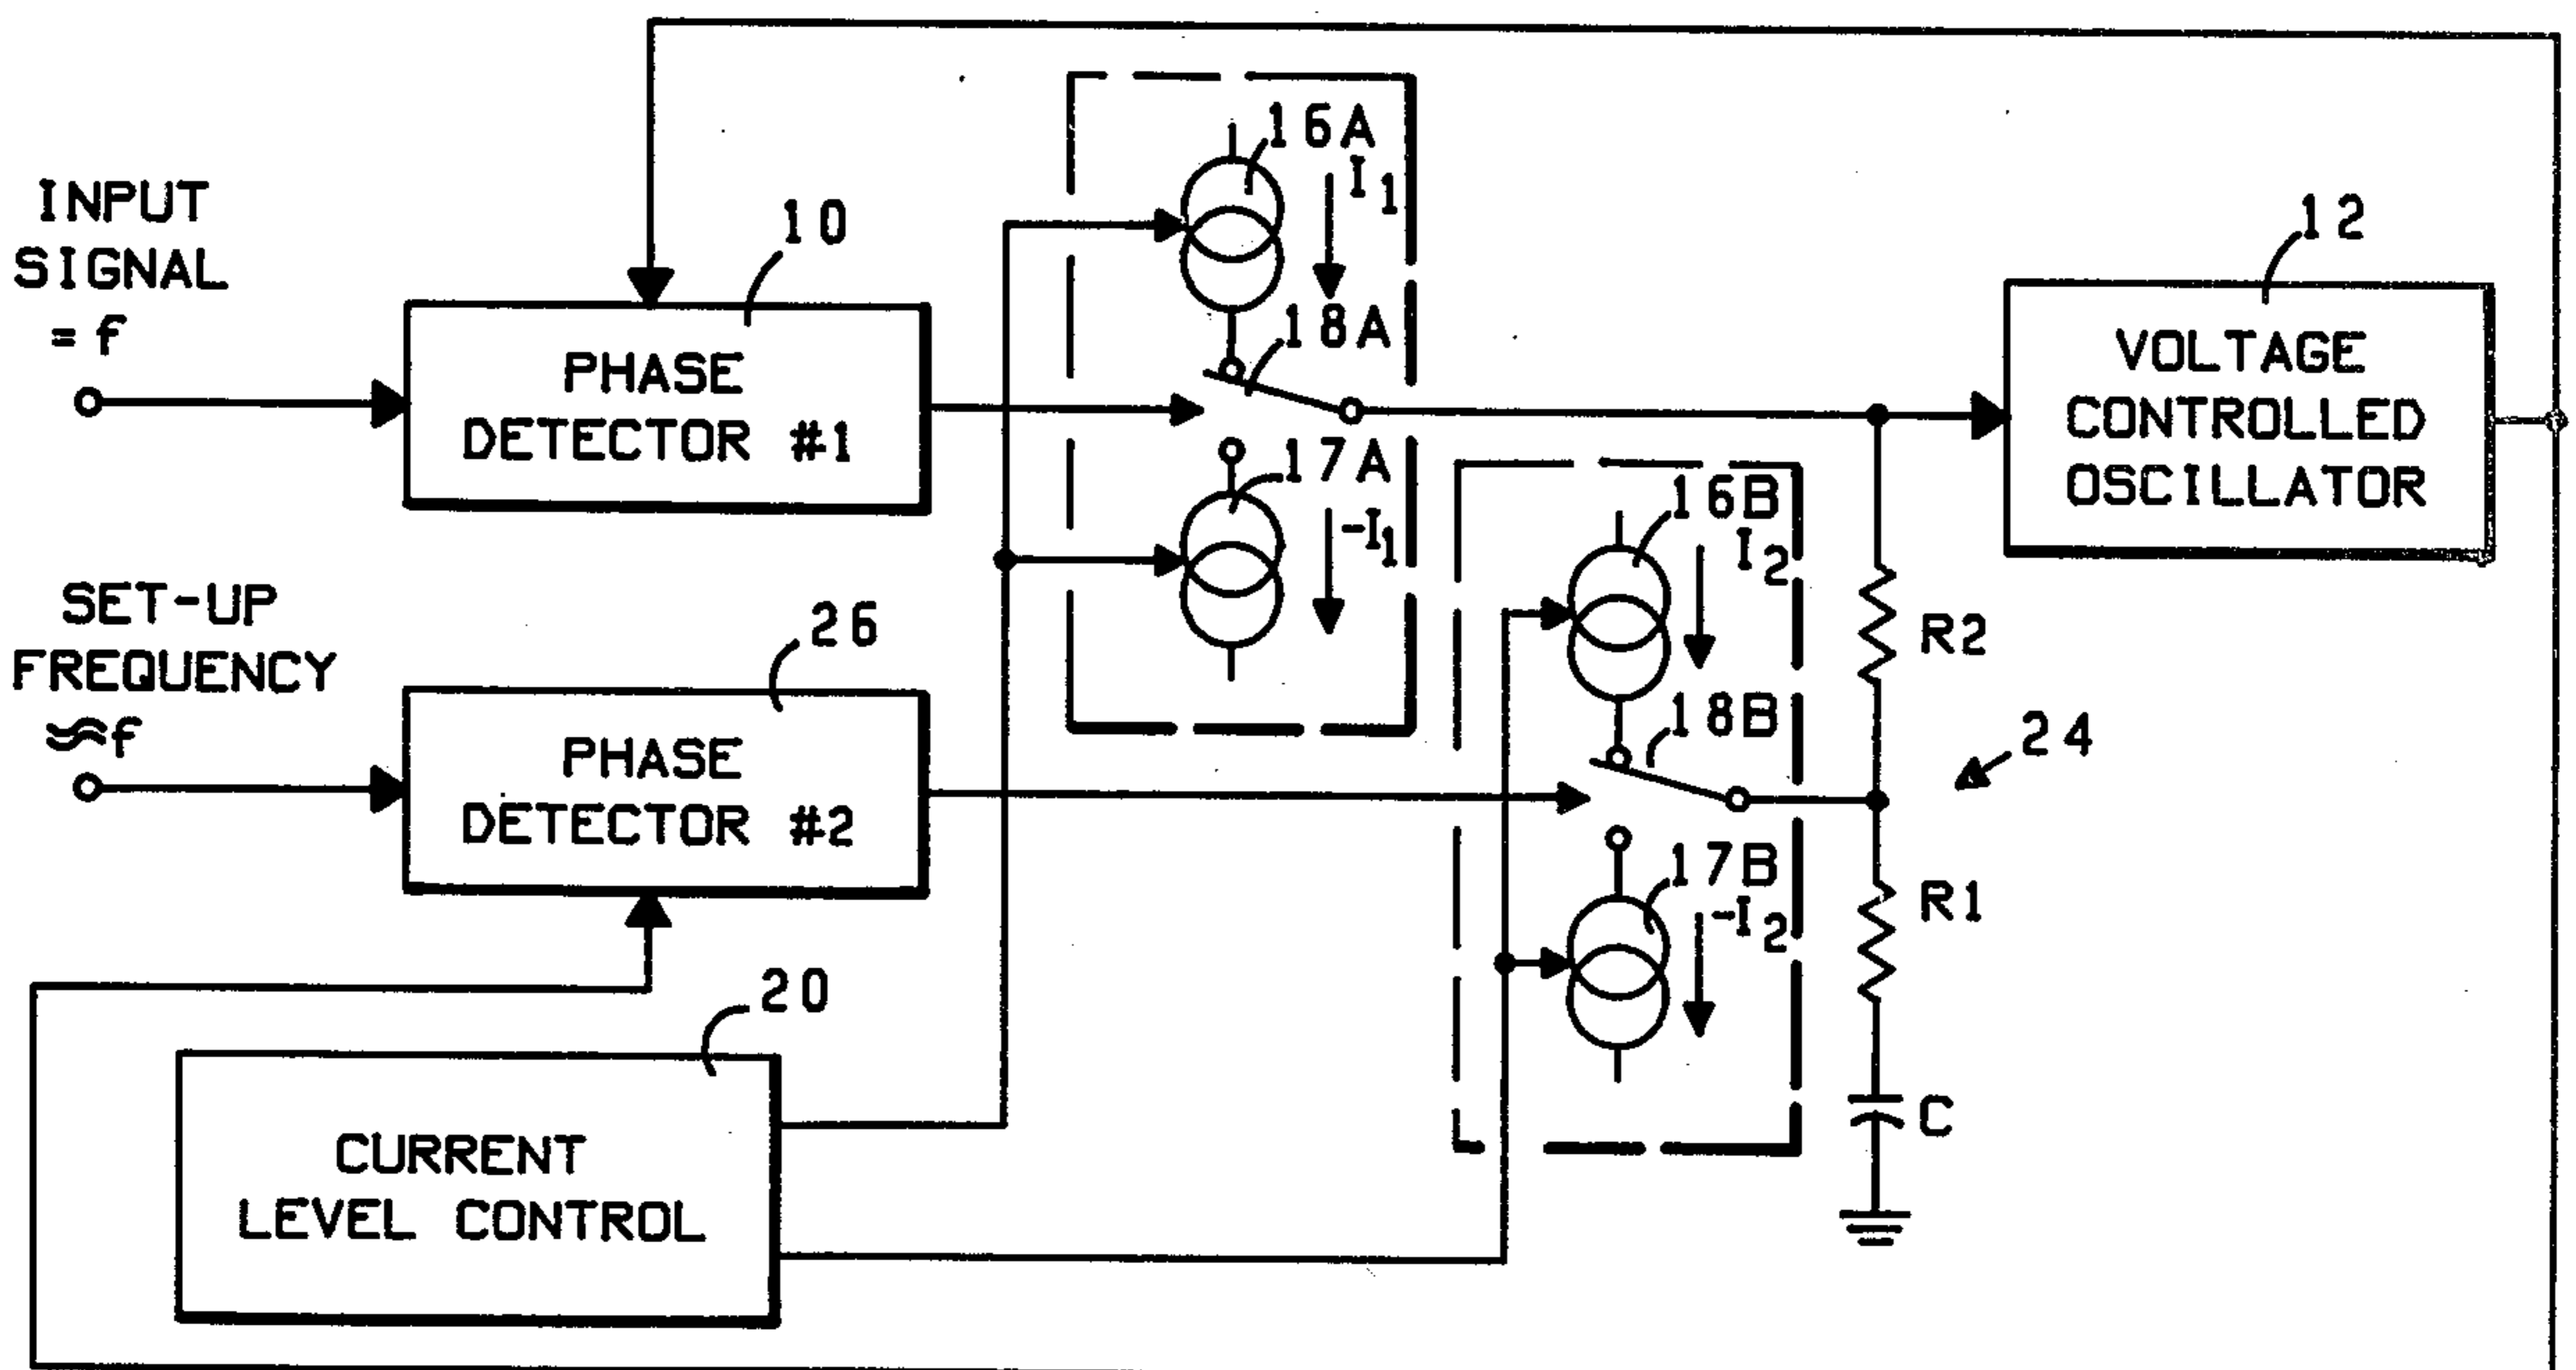 INPUT
SIGNAL
= f
10
PHASE
DETECTOR #1
16A
I1
18A
17A
-I1
12
VOLTAGE
CONTROLLED
OSCILLATOR
SET-UP
FREQUENCY
≈f
26
PHASE
DETECTOR #2
16B
I2
18B
17B
-I2
R2
24
R1
C
20
CURRENT
LEVEL CONTROL